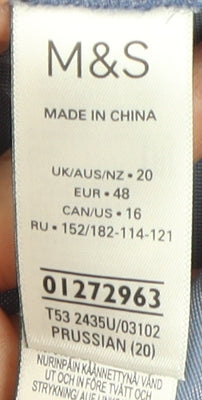 M&S
MADE IN CHINA
UK/AUS/NZ • 20
EUR • 48
CAN/US • 16
RU • 152/182-114-121
01272963
T53 2435U/03102
PRUSSIAN (20)
NURINPÄIN KÄÄNNETTYNÄ/VÄND
UT OCH IN FÖRE TVÄTT OCH
STRYKNING/